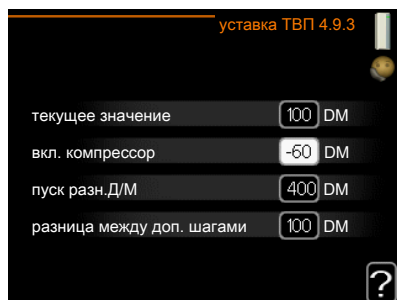 уставка ТВП 4.9.3
текущее значение 100 DM
вкл. компрессор -60 DM
пуск разн.Д/М 400 DM
разница между доп. шагами 100 DM
?